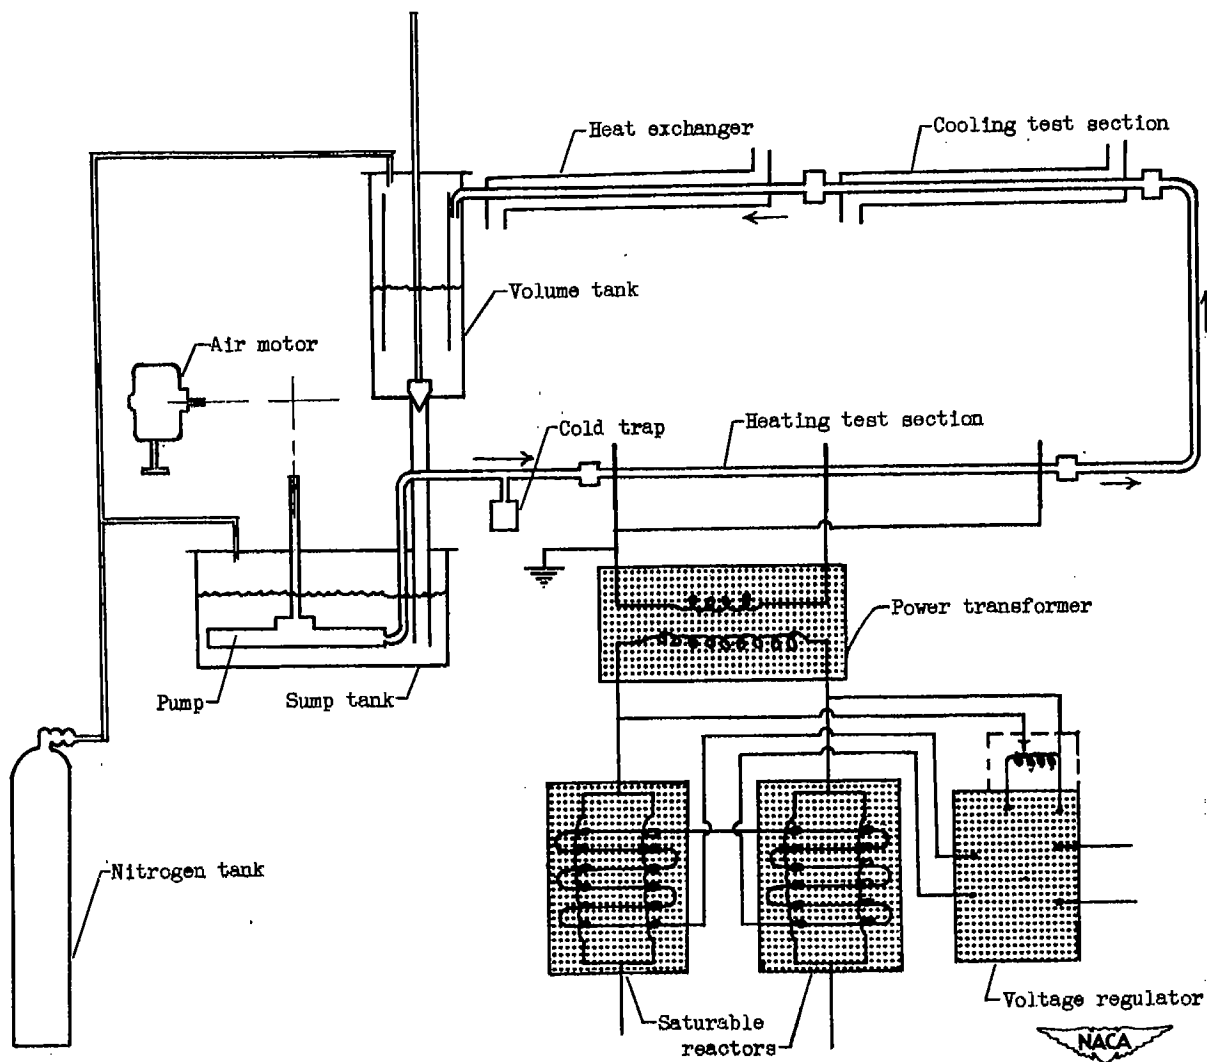 Heat exchanger
Cooling test section
Volume tank
Air motor
Cold trap
Heating test section
Power transformer
Pump
Sump tank
Nitrogen tank
Voltage regulator
Saturable
reactors
NACA